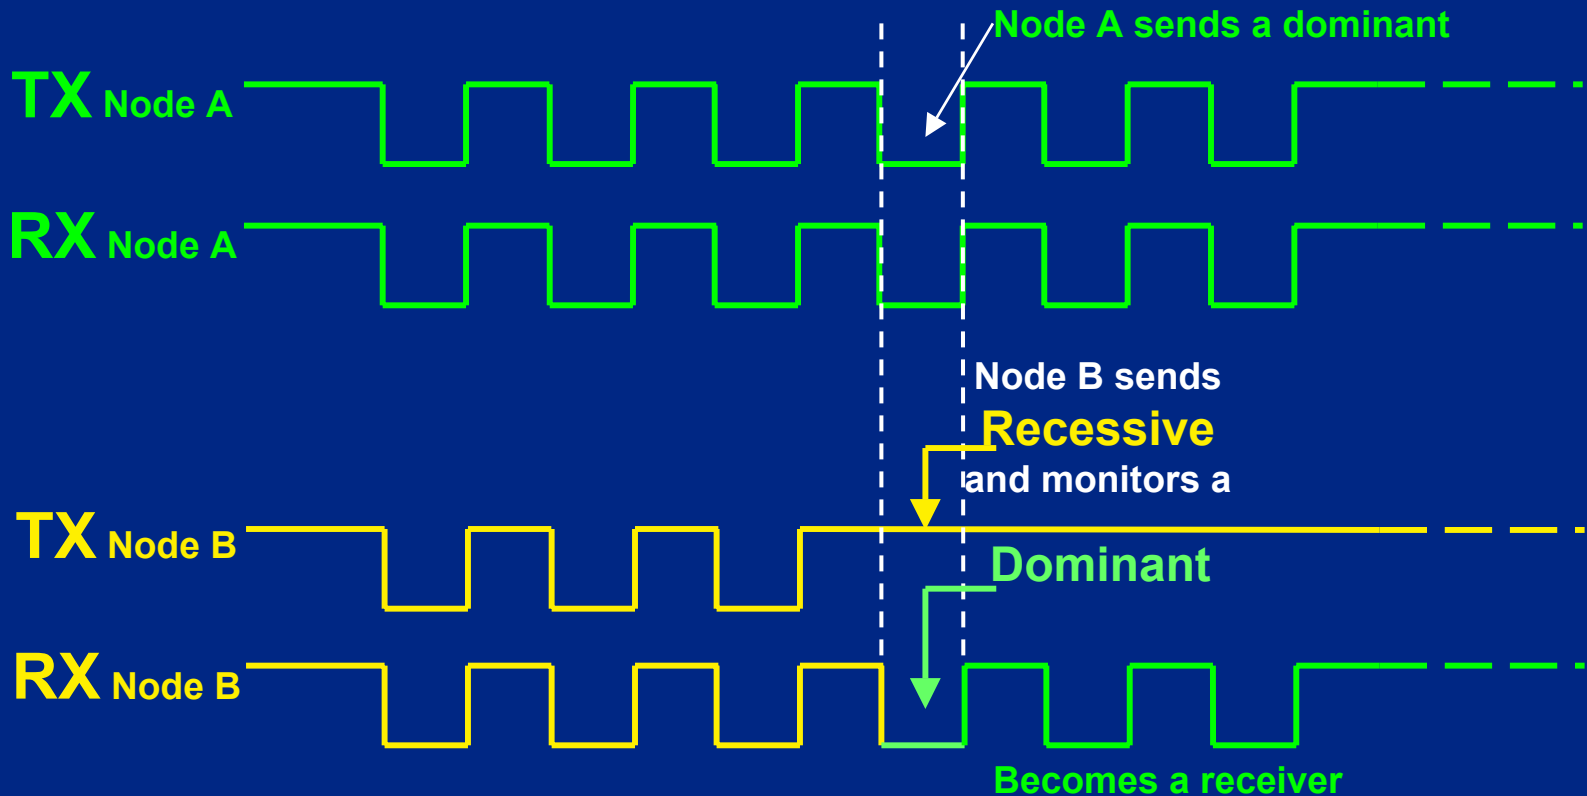 Node A sends a dominant
TX Node A
RX Node A
Node B sends
Recessive
and monitors a
TX Node B
Dominant
RX Node B
Becomes a receiver